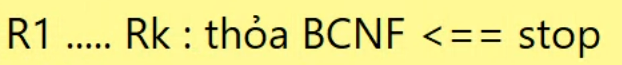 R1 ..... Rk : thỏa BCNF <== stop